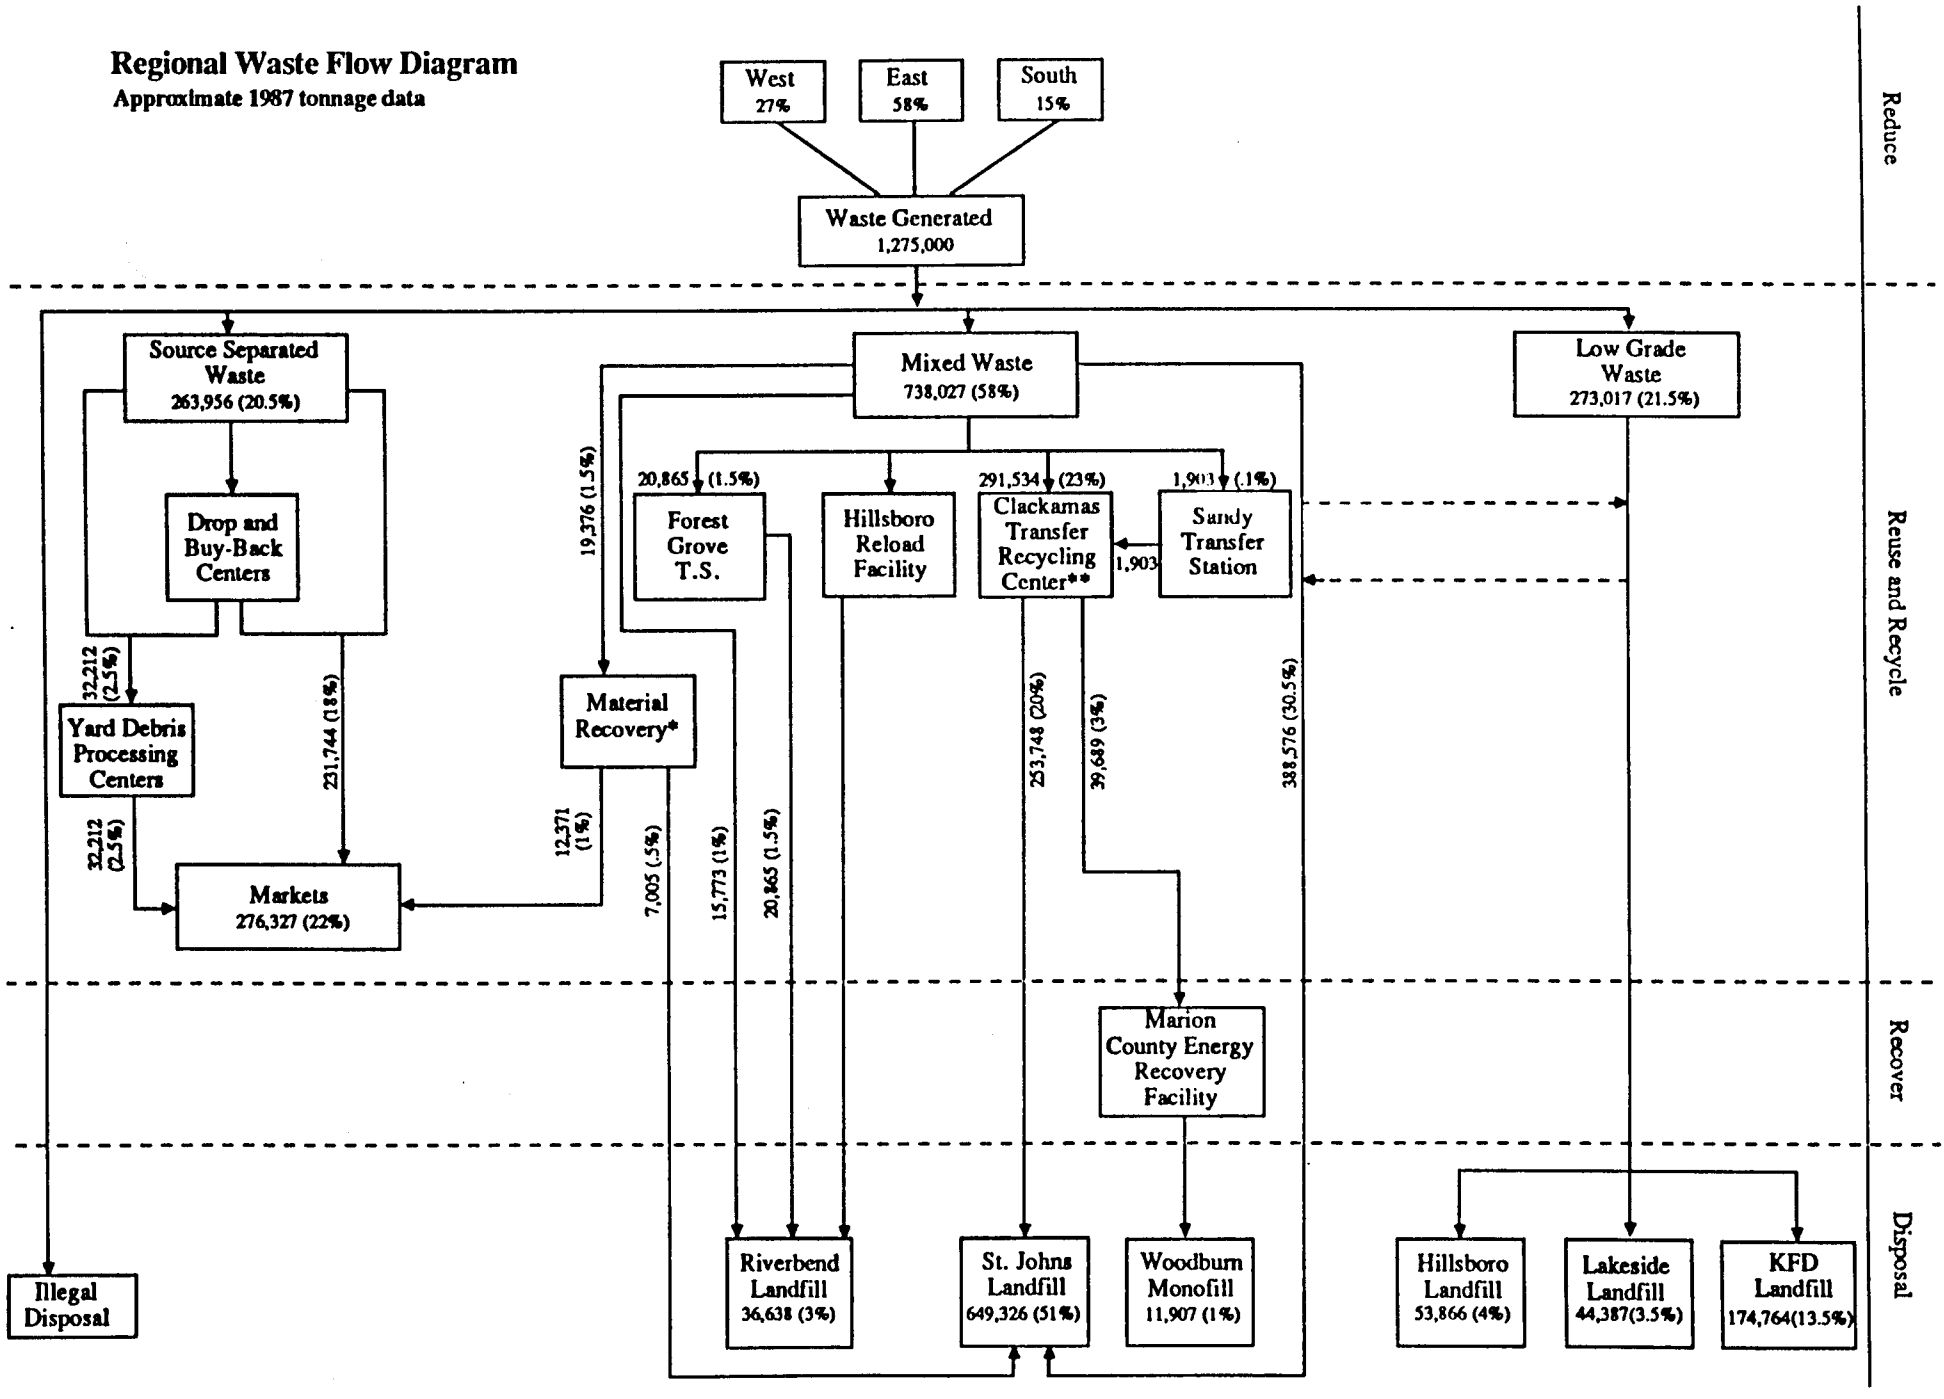 Regional Waste Flow Diagram
Approximate 1987 tonnage data
West
27%
East
58%
South
15%
Waste Generated
1,275,000
Reduce
Source Separated
Waste
263,956 (20.5%)
Mixed Waste
738,027 (58%)
Low Grade
Waste
273,017 (21.5%)
19,376 (1.5%)
20,865 (1.5%)
291,534 (23%)
1,903 (.1%)
Drop and
Buy-Back
Centers
Forest
Grove
T.S.
Hillsboro
Reload
Facility
Clackamas
Transfer
Recycling
Center**
1,903
Sandy
Transfer
Station
Reuse and Recycle
32,212
(2.5%)
231,744 (18%)
Yard Debris
Processing
Centers
Material
Recovery*
253,748 (20%)
39,689 (3%)
388,576 (30.5%)
32,212
(2.5%)
12,371
(1%)
7,005 (.5%)
15,773 (1%)
20,865 (1.5%)
Markets
276,327 (22%)
Marion
County Energy
Recovery
Facility
Recover
Illegal
Disposal
Riverbend
Landfill
36,638 (3%)
St. Johns
Landfill
649,326 (51%)
Woodburn
Monofill
11,907 (1%)
Hillsboro
Landfill
53,866 (4%)
Lakeside
Landfill
44,387(3.5%)
KFD
Landfill
174,764(13.5%)
Disposal